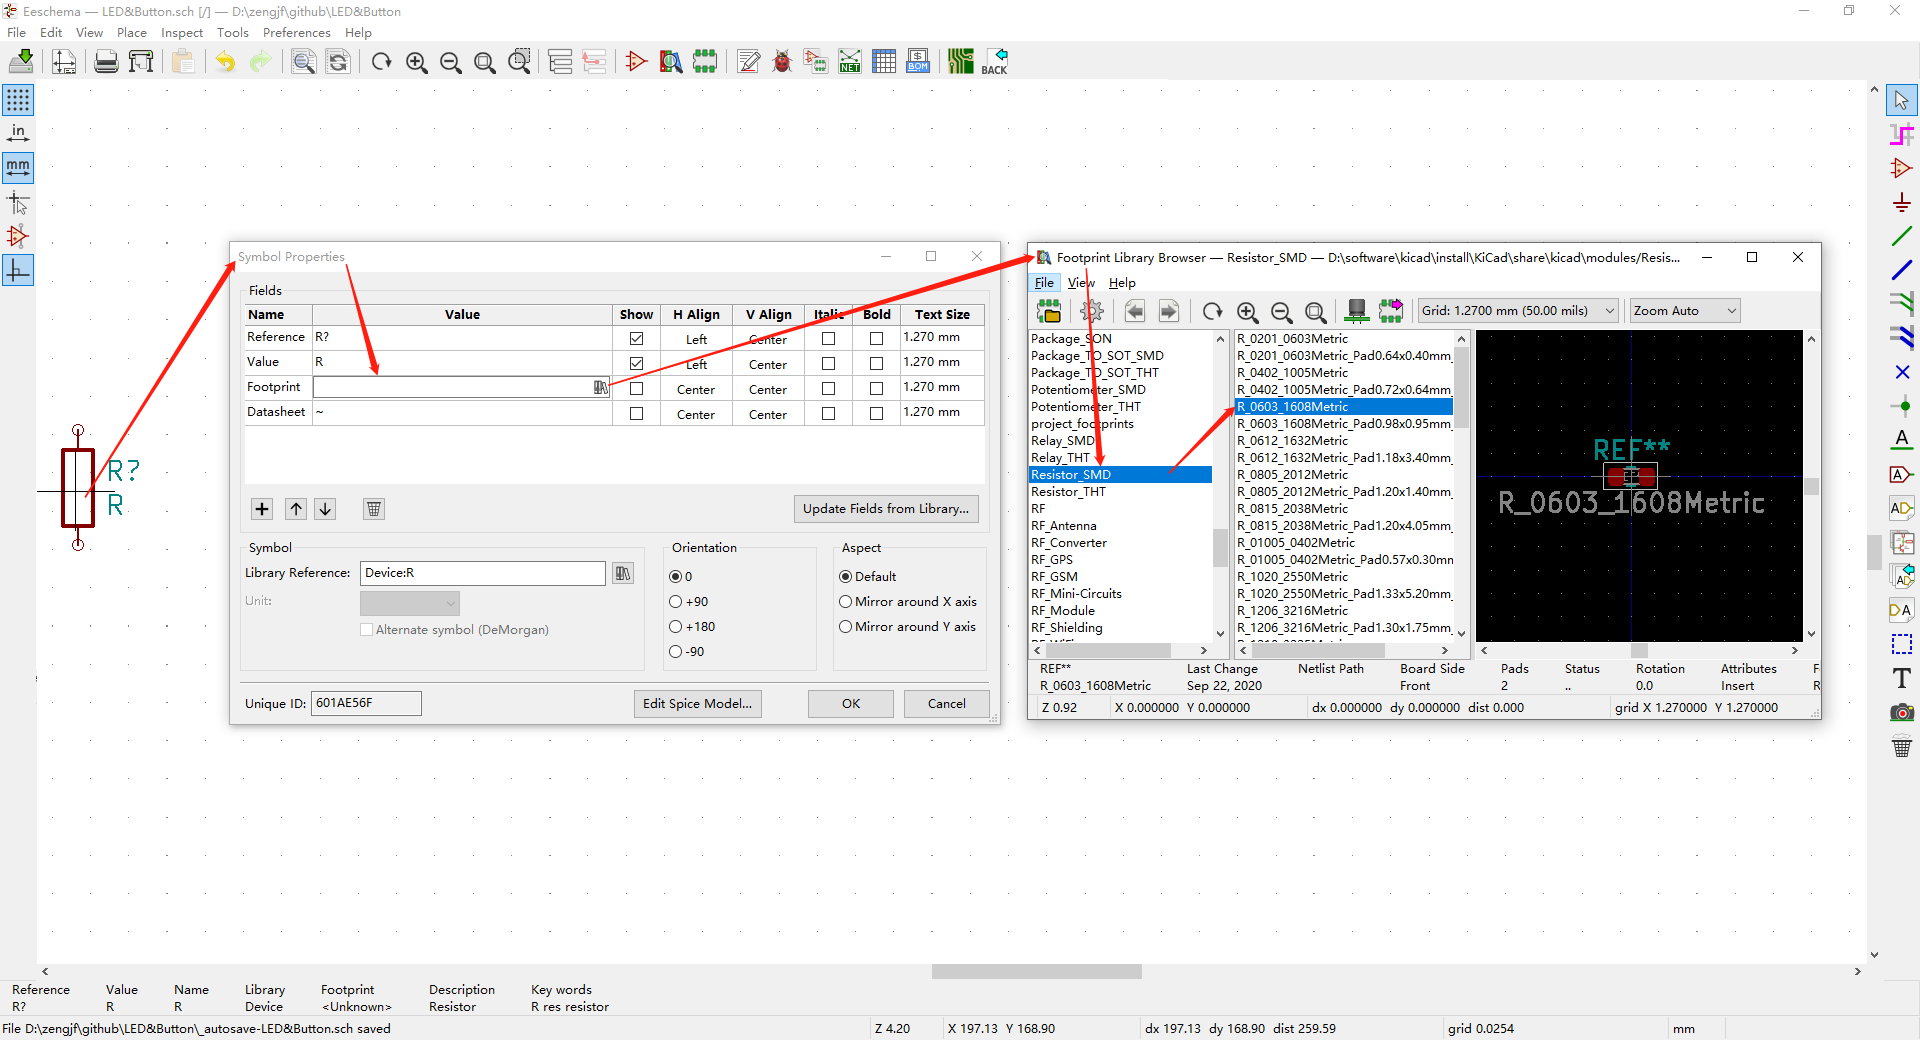 Eeschema — LED&Button.sch [/] — D:\zengjf\github\LED&Button
File Edit View Place Inspect Tools Preferences Help
NET
BOM
BACK
in
mm
Symbol Properties
Fields
Name Value Show H Align V Align Italic Bold Text Size
Reference R? Left Center 1.270 mm
Value R Left Center 1.270 mm
Footprint Center Center 1.270 mm
Datasheet ~ Center Center 1.270 mm
Update Fields from Library...
Symbol
Library Reference: Device:R
Unit:
Alternate symbol (DeMorgan)
Orientation
0
+90
+180
-90
Aspect
Default
Mirror around X axis
Mirror around Y axis
Unique ID: 601AE56F
Edit Spice Model... OK Cancel
R?
R
Footprint Library Browser — Resistor_SMD — D:\software\kicad\install\KiCad\share\kicad\modules/Resis...
File View Help
Grid: 1.2700 mm (50.00 mils) Zoom Auto
Package_SON
Package_TO_SOT_SMD
Package_TO_SOT_THT
Potentiometer_SMD
Potentiometer_THT
project_footprints
Relay_SMD
Relay_THT
Resistor_SMD
Resistor_THT
RF
RF_Antenna
RF_Converter
RF_GPS
RF_GSM
RF_Mini-Circuits
RF_Module
RF_Shielding
R_0201_0603Metric
R_0201_0603Metric_Pad0.64x0.40mm_
R_0402_1005Metric
R_0402_1005Metric_Pad0.72x0.64mm_
R_0603_1608Metric
R_0603_1608Metric_Pad0.98x0.95mm_
R_0612_1632Metric
R_0612_1632Metric_Pad1.18x3.40mm_
R_0805_2012Metric
R_0805_2012Metric_Pad1.20x1.40mm_
R_0815_2038Metric
R_0815_2038Metric_Pad1.20x4.05mm_
R_01005_0402Metric
R_01005_0402Metric_Pad0.57x0.30mm
R_1020_2550Metric
R_1020_2550Metric_Pad1.33x5.20mm_
R_1206_3216Metric
R_1206_3216Metric_Pad1.30x1.75mm_
REF**
R_0603_1608Metric
REF** Last Change Netlist Path Board Side Pads Status Rotation Attributes F
R_0603_1608Metric Sep 22, 2020 Front 2 .. 0.0 Insert R
Z 0.92 X 0.000000 Y 0.000000 dx 0.000000 dy 0.000000 dist 0.000 grid X 1.270000 Y 1.270000
A
A
AD
AD
DA
T
Reference Value Name Library Footprint Description Key words
R? R R Device <Unknown> Resistor R res resistor
File D:\zengjf\github\LED&Button\_autosave-LED&Button.sch saved Z 4.20 X 197.13 Y 168.90 dx 197.13 dy 168.90 dist 259.59 grid 0.0254 mm